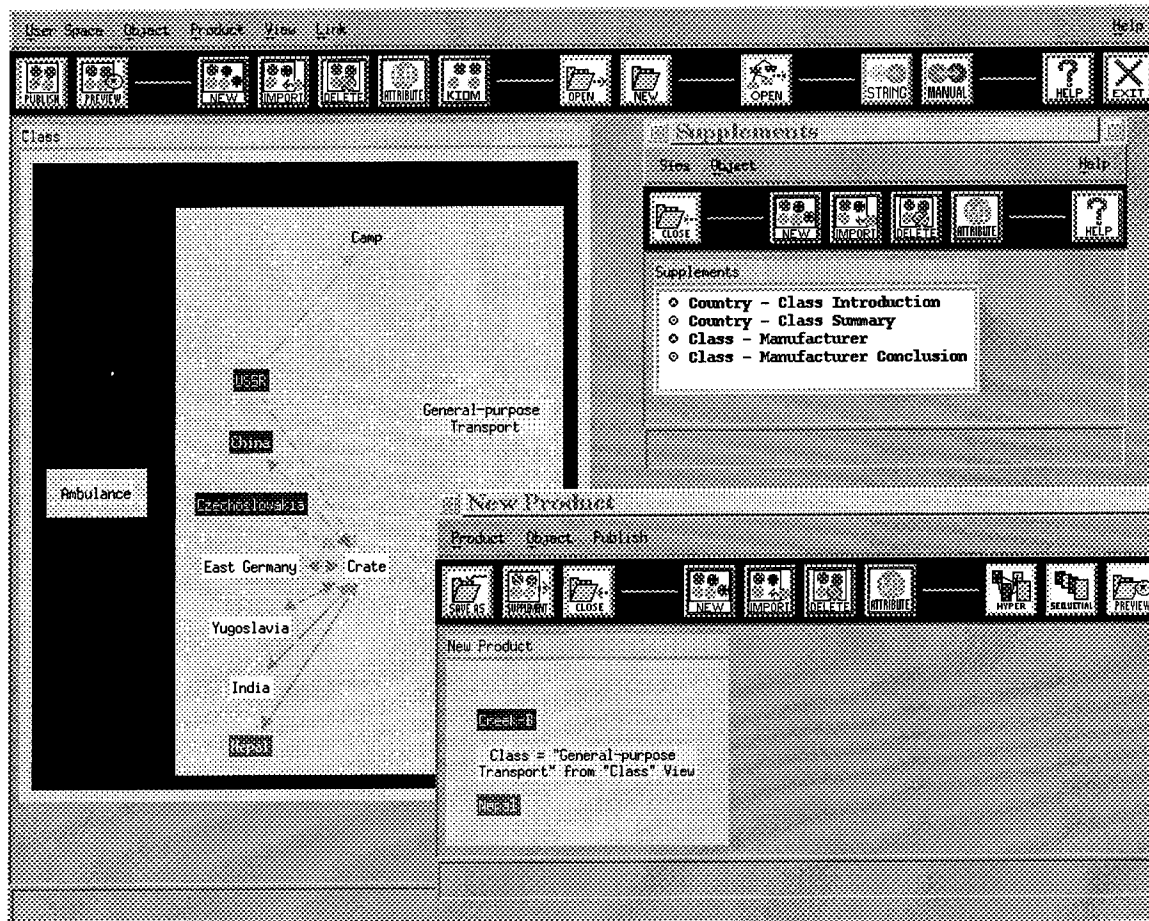 User Space Object Product View Link Help
PUBLISH PREVIEW NEW IMPORT DELETE ATTRIBUTE KIDM OPEN NEW OPEN STRING MANUAL HELP EXIT
Class
Camp
USSR
General-purpose
Transport
China
Ambulance
Czechoslovakia
East Germany Crate
Yugoslavia
India
Nepal
Supplements
View Object Help
CLOSE NEW IMPORT DELETE ATTRIBUTE HELP
Supplements
Country - Class Introduction
Country - Class Summary
Class - Manufacturer
Class - Manufacturer Conclusion
New Product
Product Object Publish
SAVE AS SUPPLEMENT CLOSE NEW IMPORT DELETE ATTRIBUTE HYPER SEQUENTIAL PREVIEW
New Product
Creek-B
Class = "General-purpose
Transport" from "Class" View
Nepal